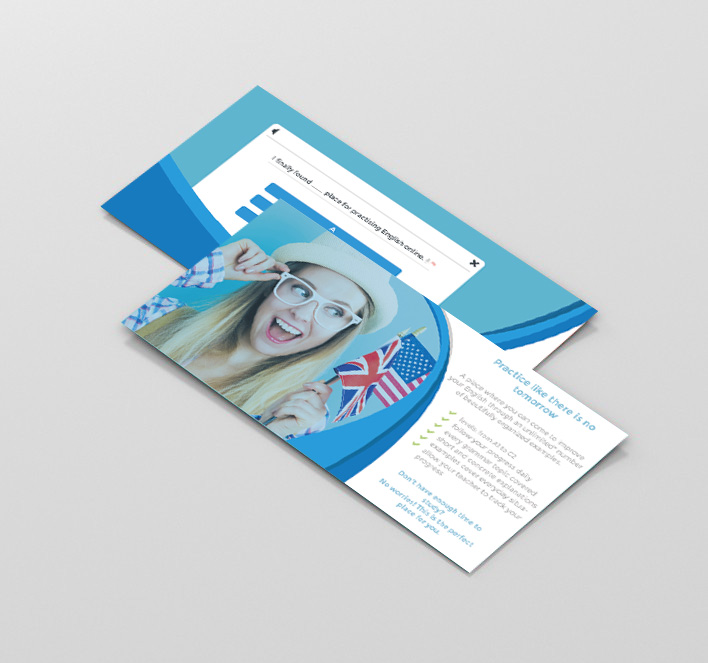 I finally found ___ place for practising English online.
A
Practice like there is no
tomorrow
A place where you can come to improve
your English through an unlimited* number
of beautifully organized examples.
levels from A1 to C2
follow your progress daily
every grammar topic covered
short and concrete explanations
examples cover everyday situa-
allow your teacher to track your
progress
Don't have enough time to
study?
No worries! This is the perfect
place for you.